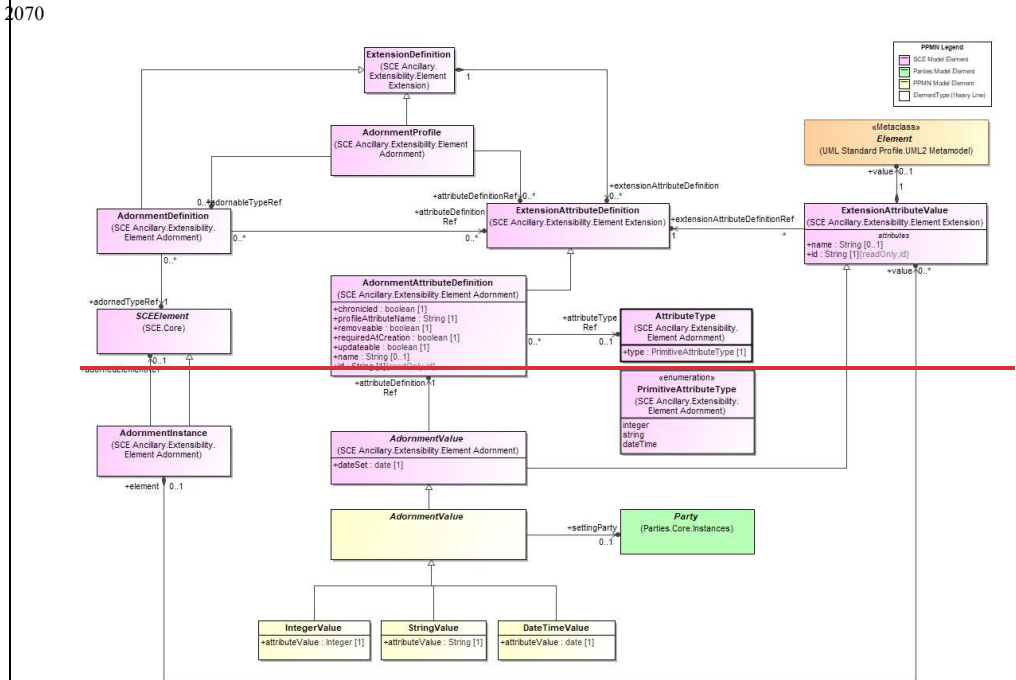 2070
PPMN Legend
SCE Model Element
Parties Model Element
PPMN Model Element
ElementType (Heavy Line)
ExtensionDefinition
(SCE Ancillary.
Extensibility.Element
Extension)
1
AdornmentProfile
(SCE Ancillary.Extensibility.Element
Adornment)
«Metaclass»
Element
(UML Standard Profile.UML2 Metamodel)
+value 0..1
1
0..*
+adornableTypeRef
+attributeDefinitionRef 0..*
+extensionAttributeDefinition
0..*
AdornmentDefinition
(SCE Ancillary.Extensibility.
Element Adornment)
0..*
+attributeDefinition
Ref
0..*
ExtensionAttributeDefinition
(SCE Ancillary.Extensibility.Element Extension)
+extensionAttributeDefinitionRef
1
*
ExtensionAttributeValue
(SCE Ancillary.Extensibility.Element Extension)
attributes
+name : String [0..1]
+id : String [1]{readOnly,id}
+value 0..*
0..*
+adornedTypeRef 1
SCEElement
(SCE.Core)
0..1
+adornedElementRef
AdornmentAttributeDefinition
(SCE Ancillary.Extensibility.Element Adornment)
+chronicled : boolean [1]
+profileAttributeName : String [1]
+removeable : boolean [1]
+requiredAtCreation : boolean [1]
+updateable : boolean [1]
+name : String [0..1]
+id : String [1]{readOnly,id}
0..*
+attributeType
Ref
0..1
AttributeType
(SCE Ancillary.Extensibility.
Element Adornment)
+type : PrimitiveAttributeType [1]
«enumeration»
PrimitiveAttributeType
(SCE Ancillary.Extensibility.
Element Adornment)
integer
string
dateTime
+attributeDefinition 1
Ref
AdornmentInstance
(SCE Ancillary.Extensibility.
Element Adornment)
+element 0..1
AdornmentValue
(SCE Ancillary.Extensibility.Element Adornment)
+dateSet : date [1]
AdornmentValue
+settingParty
0..1
Party
(Parties.Core.Instances)
IntegerValue
+attributeValue : Integer [1]
StringValue
+attributeValue : String [1]
DateTimeValue
+attributeValue : date [1]